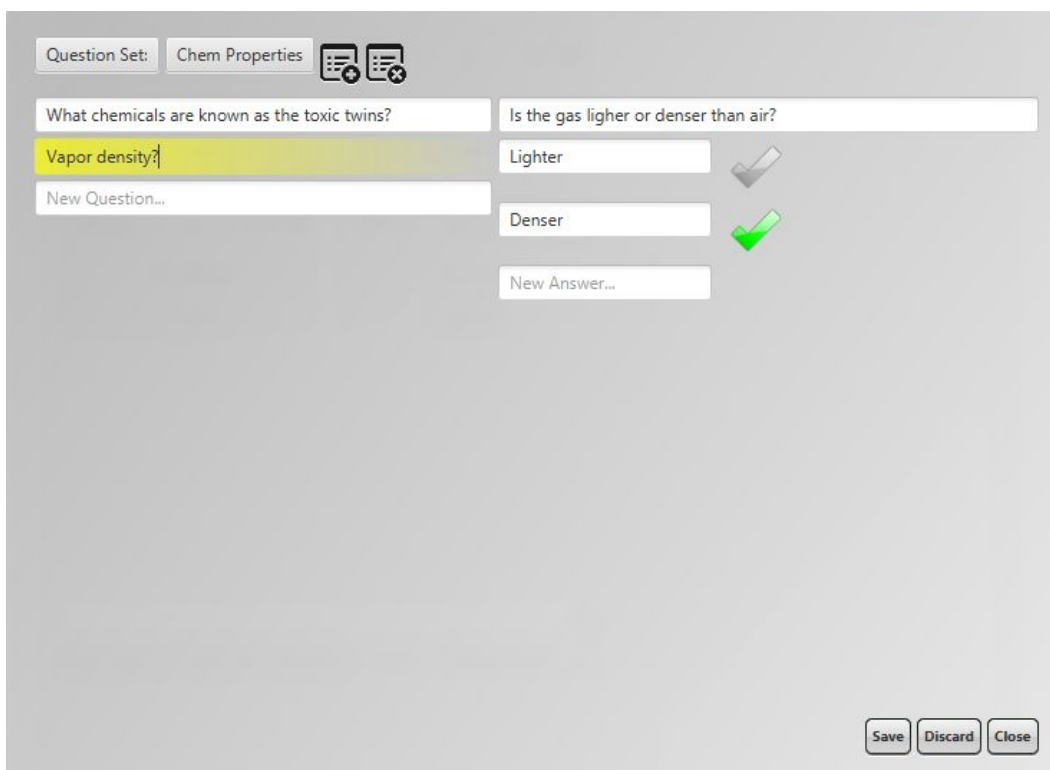 Question Set: Chem Properties
What chemicals are known as the toxic twins?
Vapor density?
New Question...
Is the gas ligher or denser than air?
Lighter
Denser
New Answer...
Save Discard Close